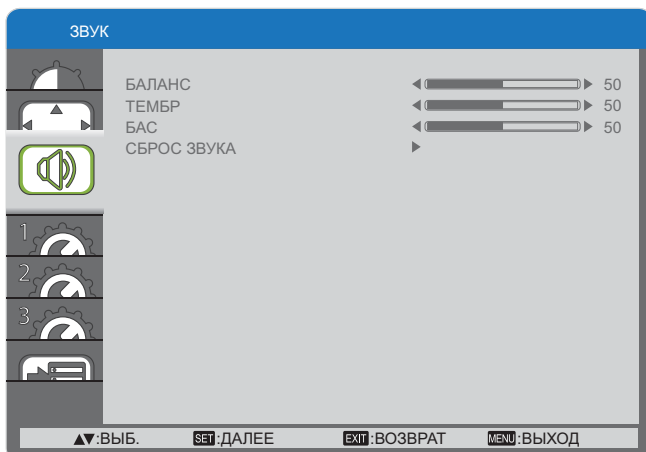 ЗВУК
БАЛАНС 50
ТЕМБР 50
БАС 50
СБРОС ЗВУКА
1
2
3
▲▼:ВЫБ. SET:ДАЛЕЕ EXIT:ВОЗВРАТ MENU:ВЫХОД